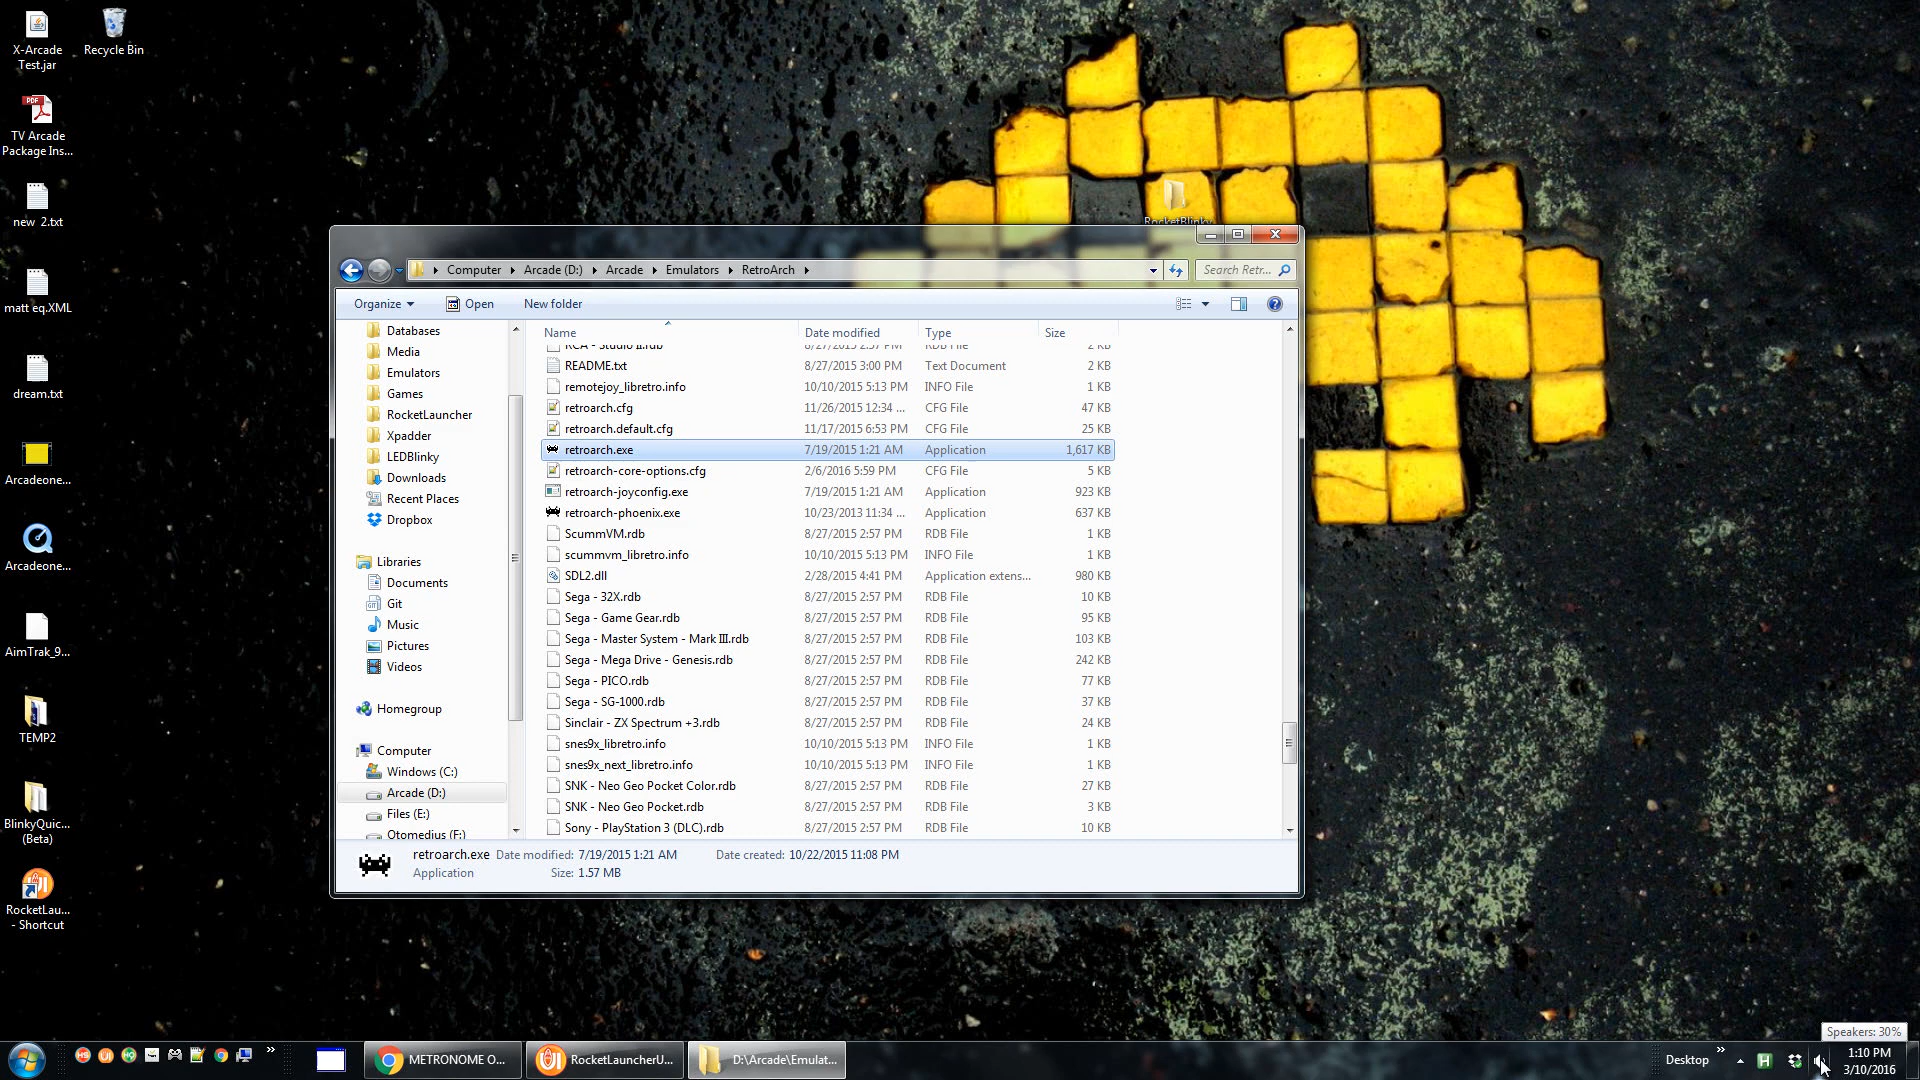 X-Arcade
Test.jar
Recycle Bin
TV Arcade
Package Ins...
new 2.txt
matt eq.XML
dream.txt
Arcadeone...
Arcadeone...
AimTrak_9...
TEMP2
BlinkyQuic...
(Beta)
RocketLau...
- Shortcut
RocketBlinky
Computer Arcade (D:) Arcade Emulators RetroArch
Search Retr...
Organize Open New folder
Databases
Media
Emulators
Games
RocketLauncher
Xpadder
LEDBlinky
Downloads
Recent Places
Dropbox
Libraries
Documents
Git
Music
Pictures
Videos
Homegroup
Computer
Windows (C:)
Arcade (D:)
Files (E:)
Otomedius (F:)
Name Date modified Type Size
RCA - Studio II.rdb 8/27/2015 2:57 PM RDB File 2 KB
README.txt 8/27/2015 3:00 PM Text Document 2 KB
remotejoy_libretro.info 10/10/2015 5:13 PM INFO File 1 KB
retroarch.cfg 11/26/2015 12:34 ... CFG File 47 KB
retroarch.default.cfg 11/17/2015 6:53 PM CFG File 25 KB
retroarch.exe 7/19/2015 1:21 AM Application 1,617 KB
retroarch-core-options.cfg 2/6/2016 5:59 PM CFG File 5 KB
retroarch-joyconfig.exe 7/19/2015 1:21 AM Application 923 KB
retroarch-phoenix.exe 10/23/2013 11:34 ... Application 637 KB
ScummVM.rdb 8/27/2015 2:57 PM RDB File 1 KB
scummvm_libretro.info 10/10/2015 5:13 PM INFO File 1 KB
SDL2.dll 2/28/2015 4:41 PM Application extens... 980 KB
Sega - 32X.rdb 8/27/2015 2:57 PM RDB File 10 KB
Sega - Game Gear.rdb 8/27/2015 2:57 PM RDB File 95 KB
Sega - Master System - Mark III.rdb 8/27/2015 2:57 PM RDB File 103 KB
Sega - Mega Drive - Genesis.rdb 8/27/2015 2:57 PM RDB File 242 KB
Sega - PICO.rdb 8/27/2015 2:57 PM RDB File 77 KB
Sega - SG-1000.rdb 8/27/2015 2:57 PM RDB File 37 KB
Sinclair - ZX Spectrum +3.rdb 8/27/2015 2:57 PM RDB File 24 KB
snes9x_libretro.info 10/10/2015 5:13 PM INFO File 1 KB
snes9x_next_libretro.info 10/10/2015 5:13 PM INFO File 1 KB
SNK - Neo Geo Pocket Color.rdb 8/27/2015 2:57 PM RDB File 27 KB
SNK - Neo Geo Pocket.rdb 8/27/2015 2:57 PM RDB File 3 KB
Sony - PlayStation 3 (DLC).rdb 8/27/2015 2:57 PM RDB File 10 KB
retroarch.exe Date modified: 7/19/2015 1:21 AM Date created: 10/22/2015 11:08 PM
Application Size: 1.57 MB
Speakers: 30%
METRONOME O...
RocketLauncherU...
D:\Arcade\Emulat...
Desktop
1:10 PM
3/10/2016